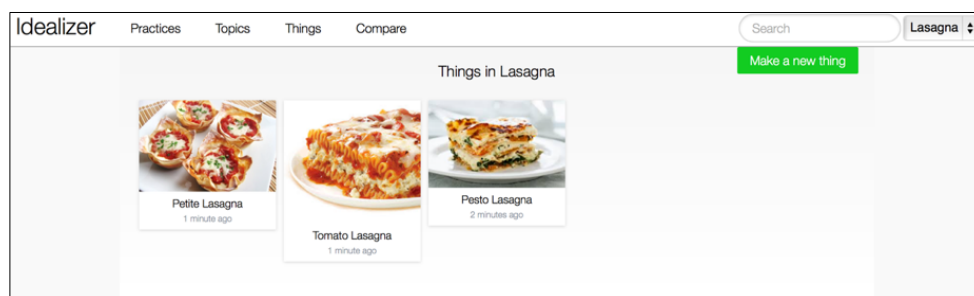 Idealizer Practices Topics Things Compare Search Lasagna
Make a new thing
Things in Lasagna
Petite Lasagna
1 minute ago
Tomato Lasagna
1 minute ago
Pesto Lasagna
2 minutes ago